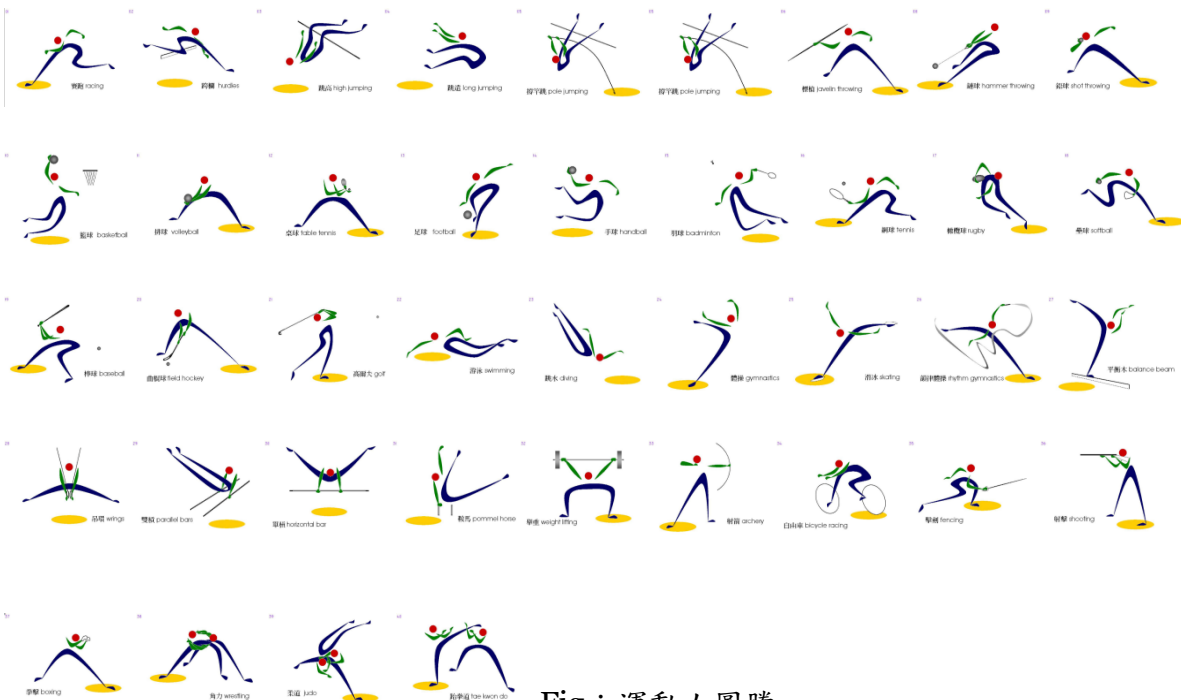 賽跑 racing
跨欄 hurdles
跳高 high jumping
跳遠 long jumping
撐竿跳 pole jumping
撐竿跳 pole jumping
標槍 javelin throwing
鏈球 hammer throwing
鉛球 shot throwing
籃球 basketball
排球 volleyball
桌球 table tennis
足球 football
手球 handball
羽球 badminton
網球 tennis
橄欖球 rugby
壘球 softball
棒球 baseball
曲棍球 field hockey
高爾夫 golf
游泳 swimming
跳水 diving
體操 gymnastics
滑冰 skating
韻律體操 rhythm gymnastics
平衡木 balance beam
吊環 wings
雙槓 parallel bars
單槓 horizontal bar
鞍馬 pommel horse
舉重 weight lifting
射箭 archery
自由車 bicycle racing
擊劍 fencing
射擊 shooting
拳擊 boxing
角力 wrestling
柔道 judo
跆拳道 tae kwon do
Fig : 運動人圖騰